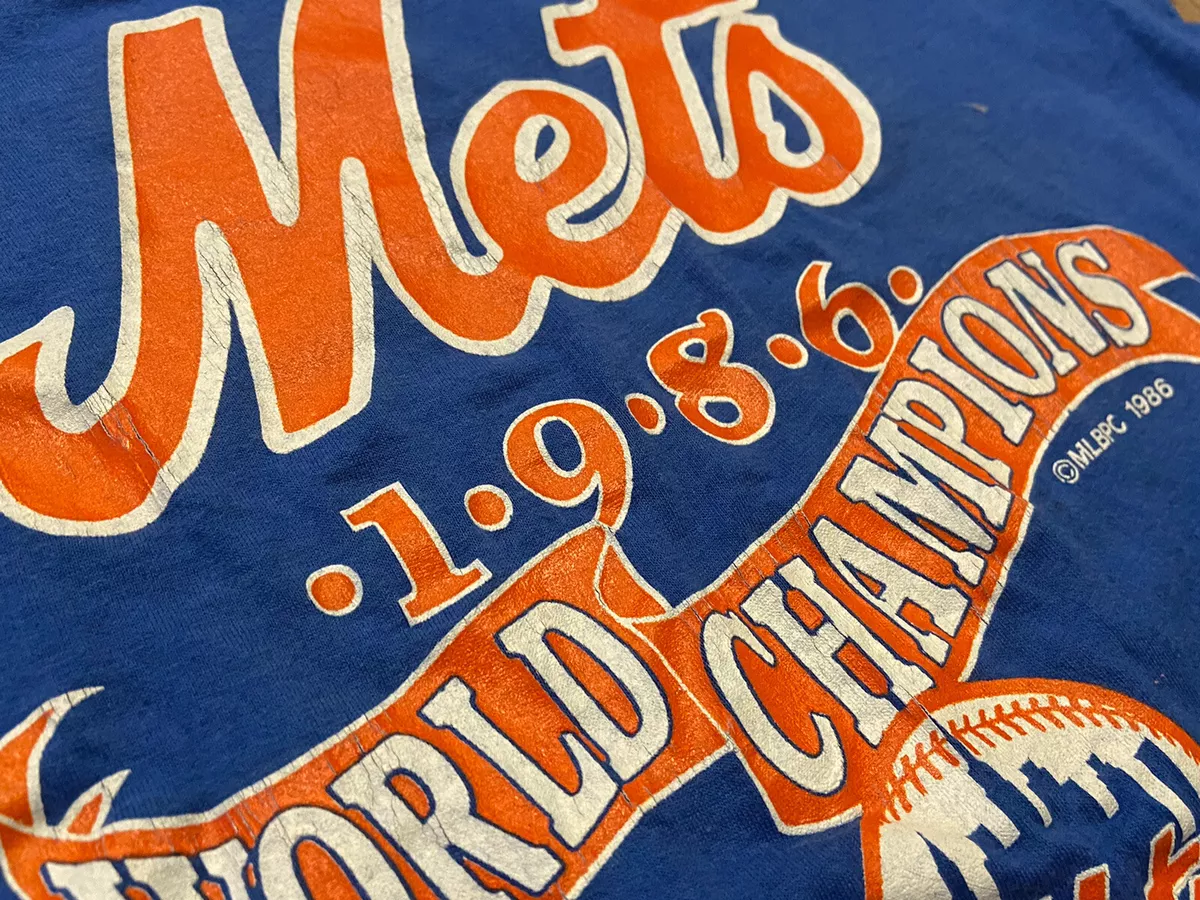 Mets
·1·9·8·6·
WORLD CHAMPIONS
©MLBPC 1986